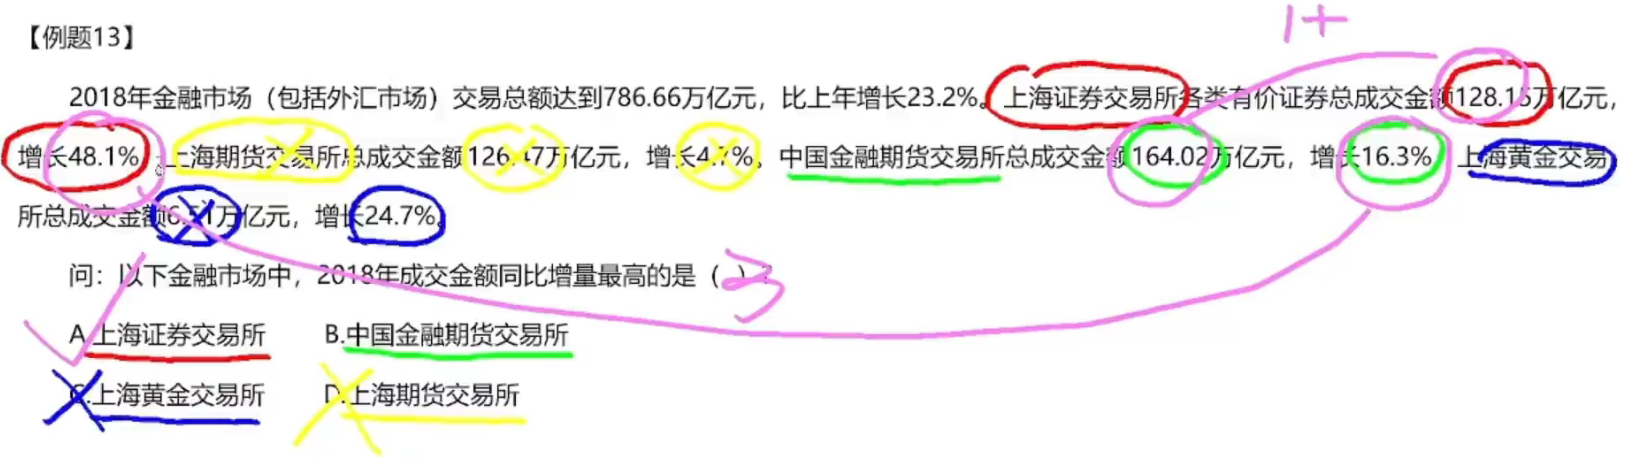 【例题13】
1+
2018年金融市场（包括外汇市场）交易总额达到786.66万亿元，比上年增长23.2%。上海证券交易所各类有价证券总成交金额128.15万亿元，
增长48.1%。上海期货交易所总成交金额126.47万亿元，增长4.7%。中国金融期货交易所总成交金额164.02万亿元，增长16.3%。上海黄金交易
所总成交金额6.51万亿元，增长24.7%。
问：以下金融市场中，2018年成交金额同比增量最高的是（ ）？
3
A.上海证券交易所 B.中国金融期货交易所
C.上海黄金交易所 D.上海期货交易所